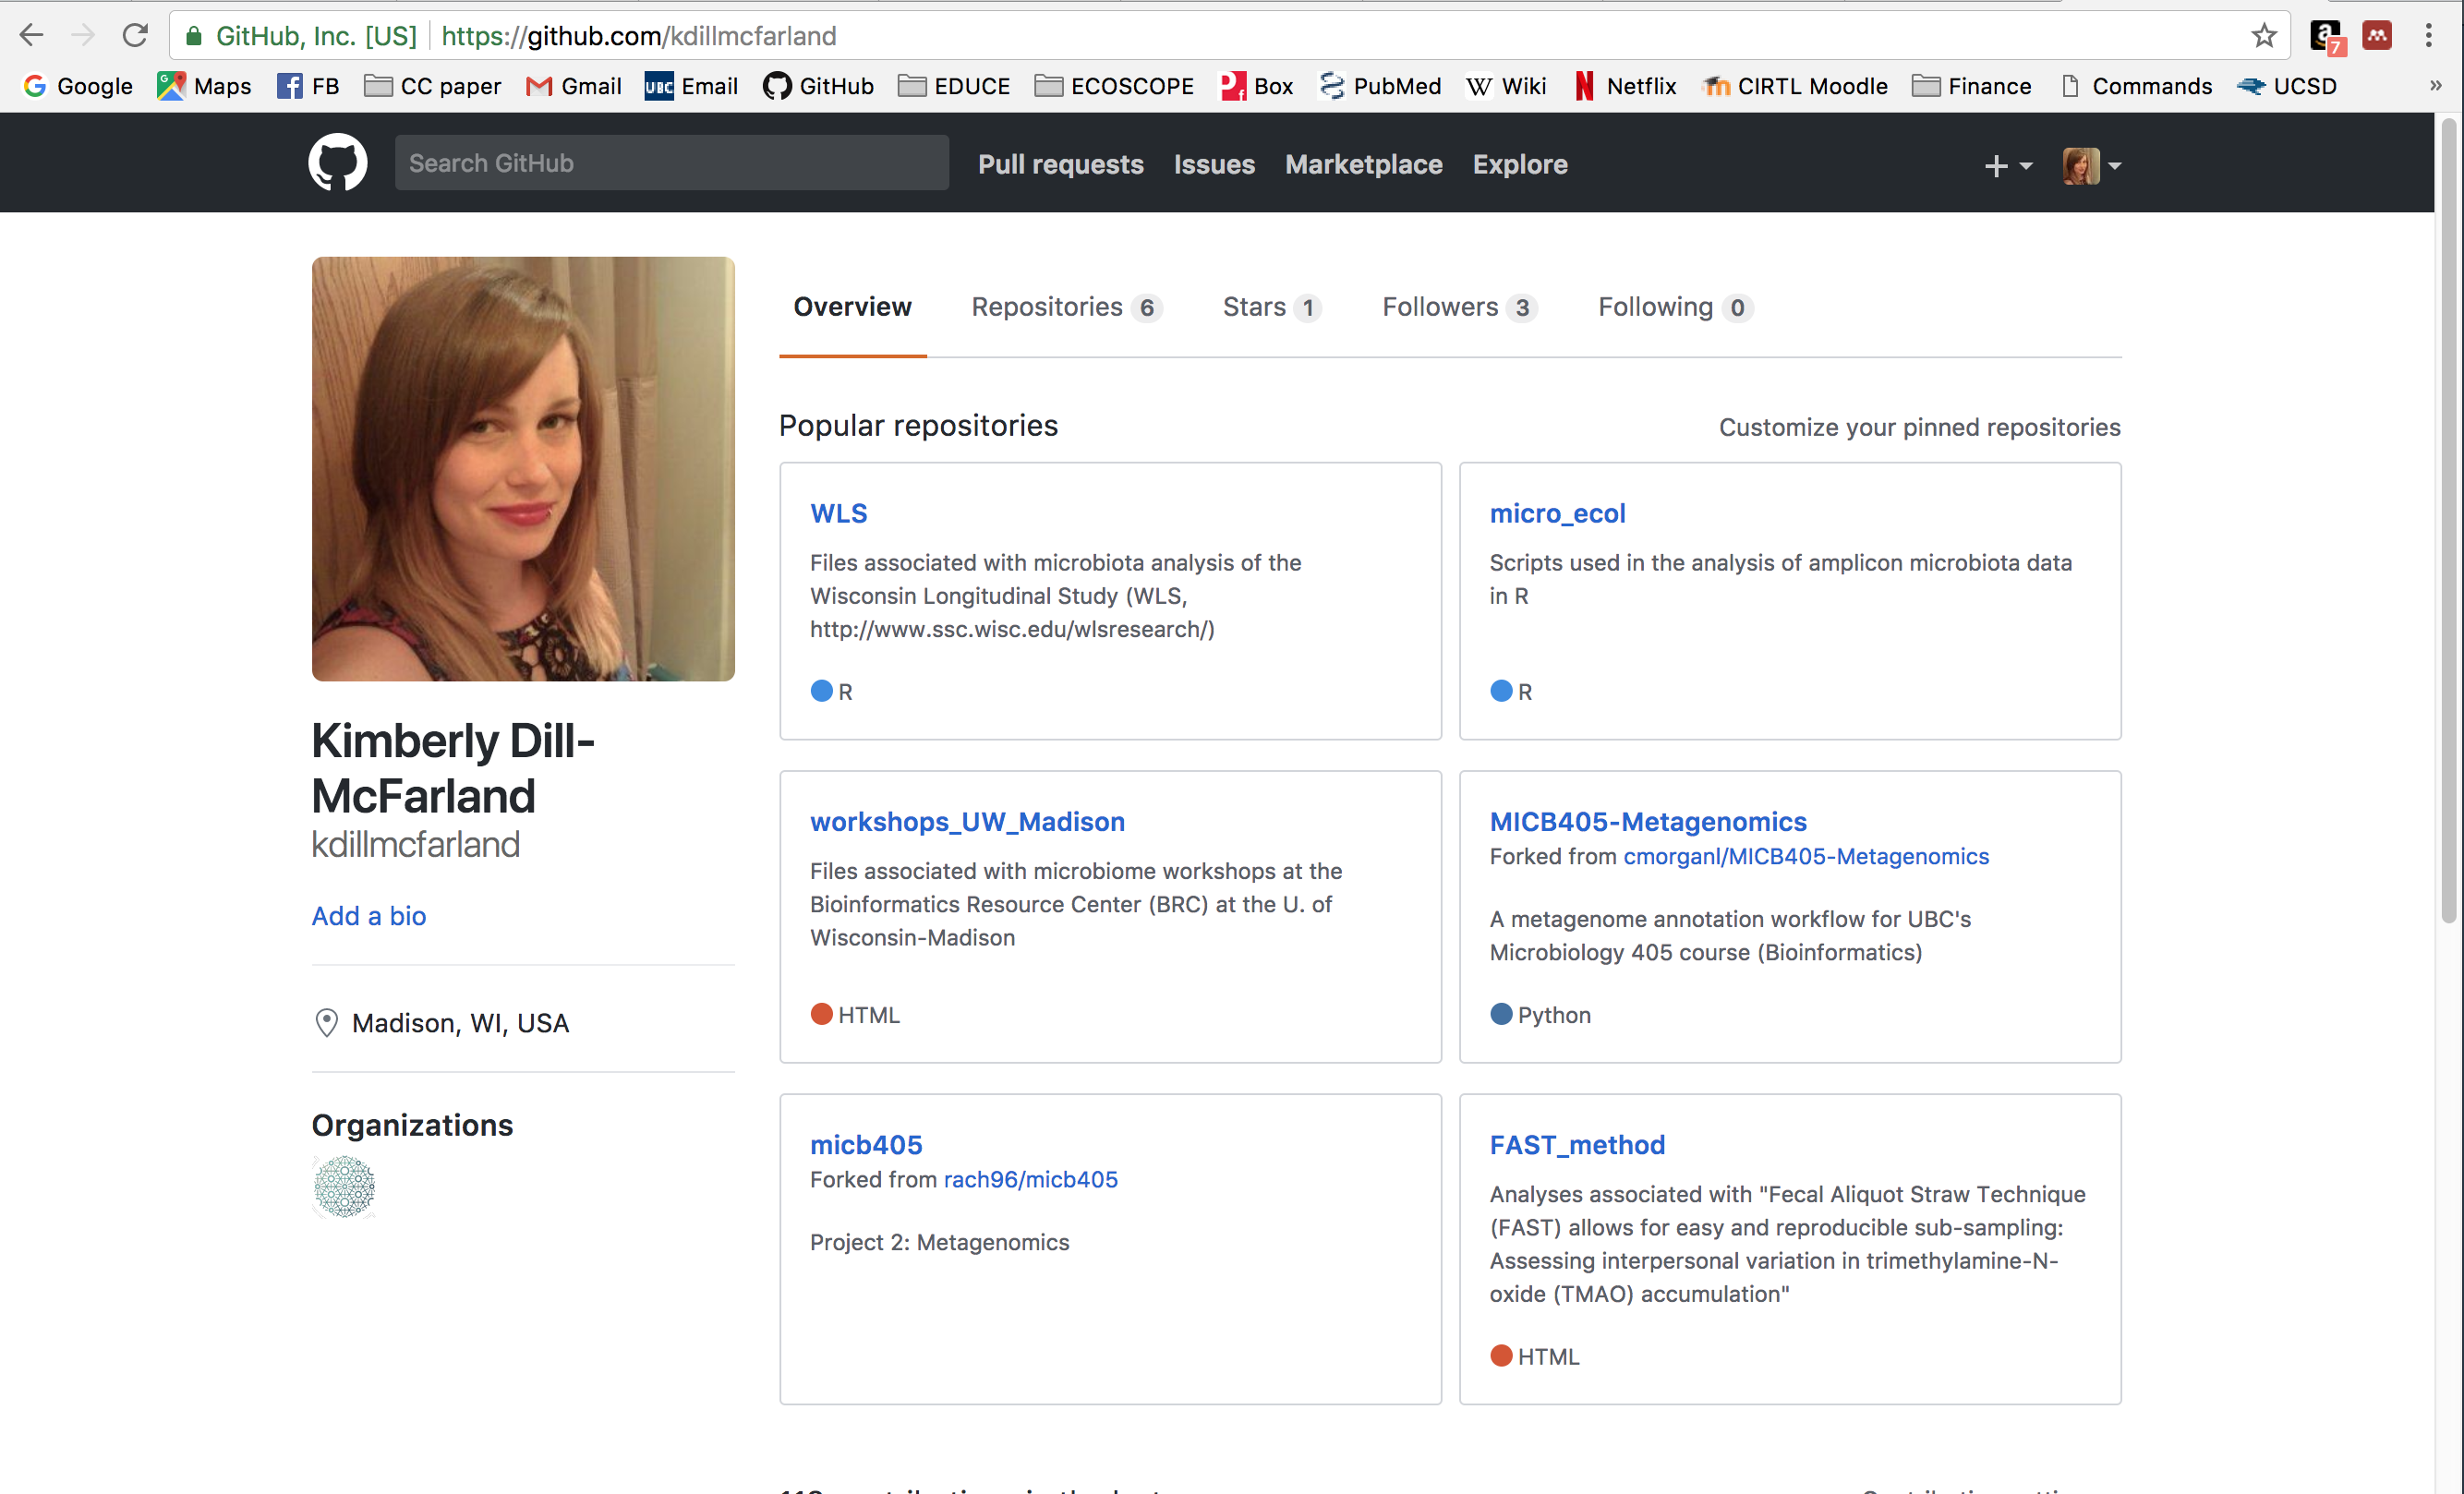 GitHub, Inc. [US] https://github.com/kdillmcfarland
7
Google Maps FB CC paper Gmail UBC Email GitHub EDUCE ECOSCOPE Box PubMed Wiki Netflix CIRTL Moodle Finance Commands UCSD »
Search GitHub Pull requests Issues Marketplace Explore
Overview Repositories 6 Stars 1 Followers 3 Following 0
Popular repositories Customize your pinned repositories
WLS
Files associated with microbiota analysis of the
Wisconsin Longitudinal Study (WLS,
http://www.ssc.wisc.edu/wlsresearch/)
R
micro_ecol
Scripts used in the analysis of amplicon microbiota data
in R
R
Kimberly Dill-
McFarland
kdillmcfarland
Add a bio
Madison, WI, USA
Organizations
workshops_UW_Madison
Files associated with microbiome workshops at the
Bioinformatics Resource Center (BRC) at the U. of
Wisconsin-Madison
HTML
MICB405-Metagenomics
Forked from cmorganl/MICB405-Metagenomics
A metagenome annotation workflow for UBC's
Microbiology 405 course (Bioinformatics)
Python
micb405
Forked from rach96/micb405
Project 2: Metagenomics
FAST_method
Analyses associated with "Fecal Aliquot Straw Technique
(FAST) allows for easy and reproducible sub-sampling:
Assessing interpersonal variation in trimethylamine-N-
oxide (TMAO) accumulation"
HTML